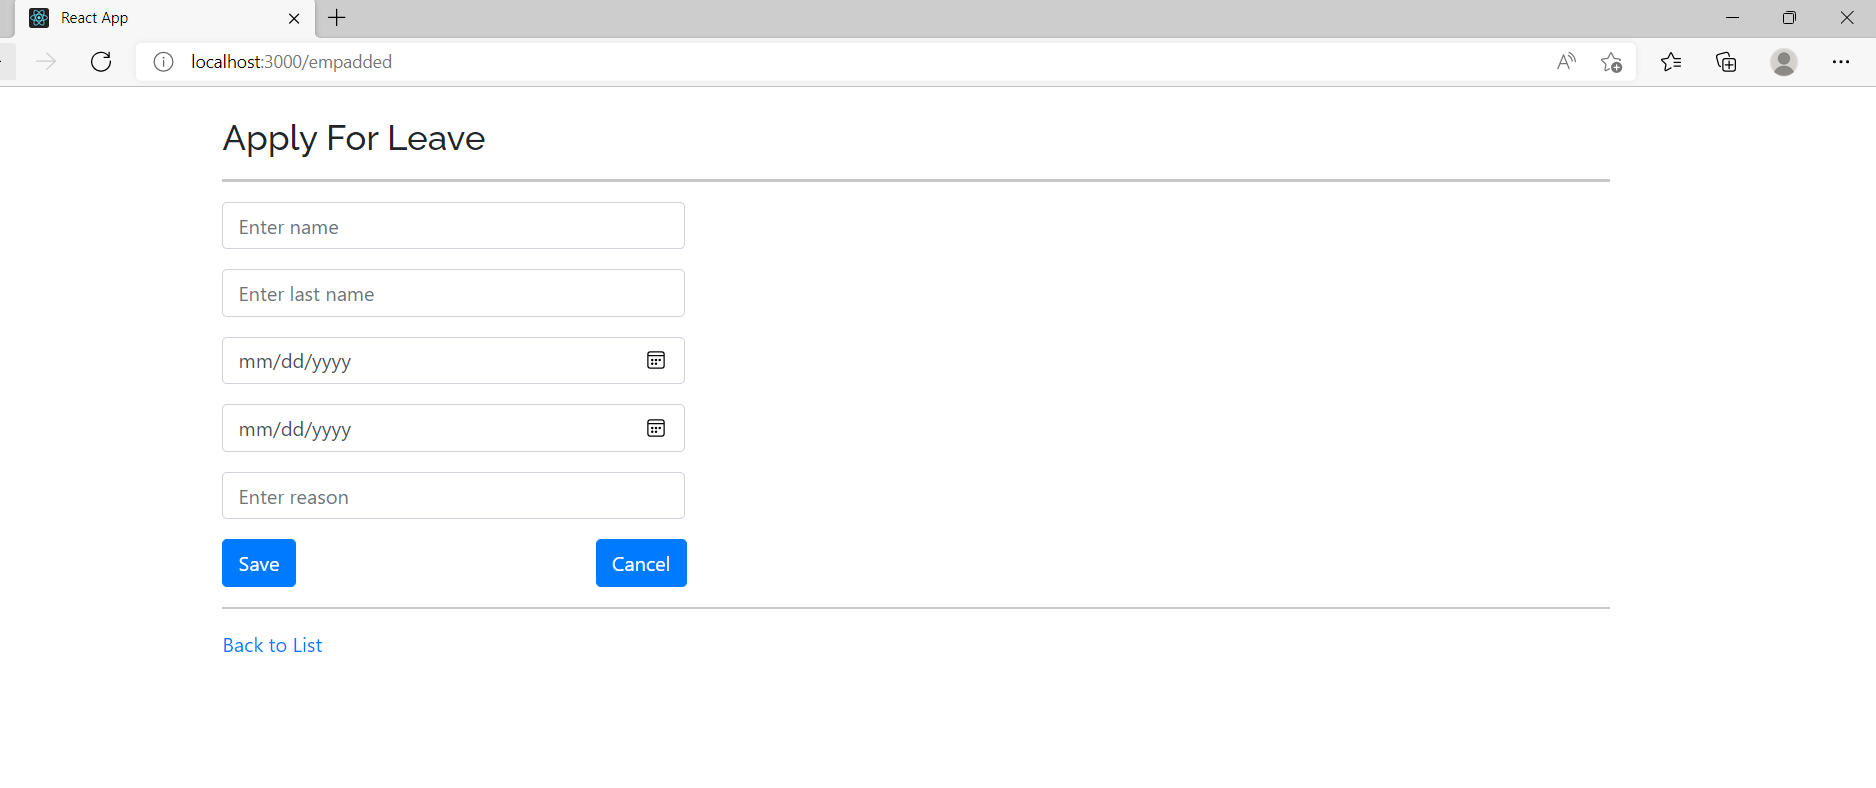 React App
localhost:3000/empadded
Apply For Leave
Enter name
Enter last name
mm/dd/yyyy
mm/dd/yyyy
Enter reason
Save Cancel
Back to List